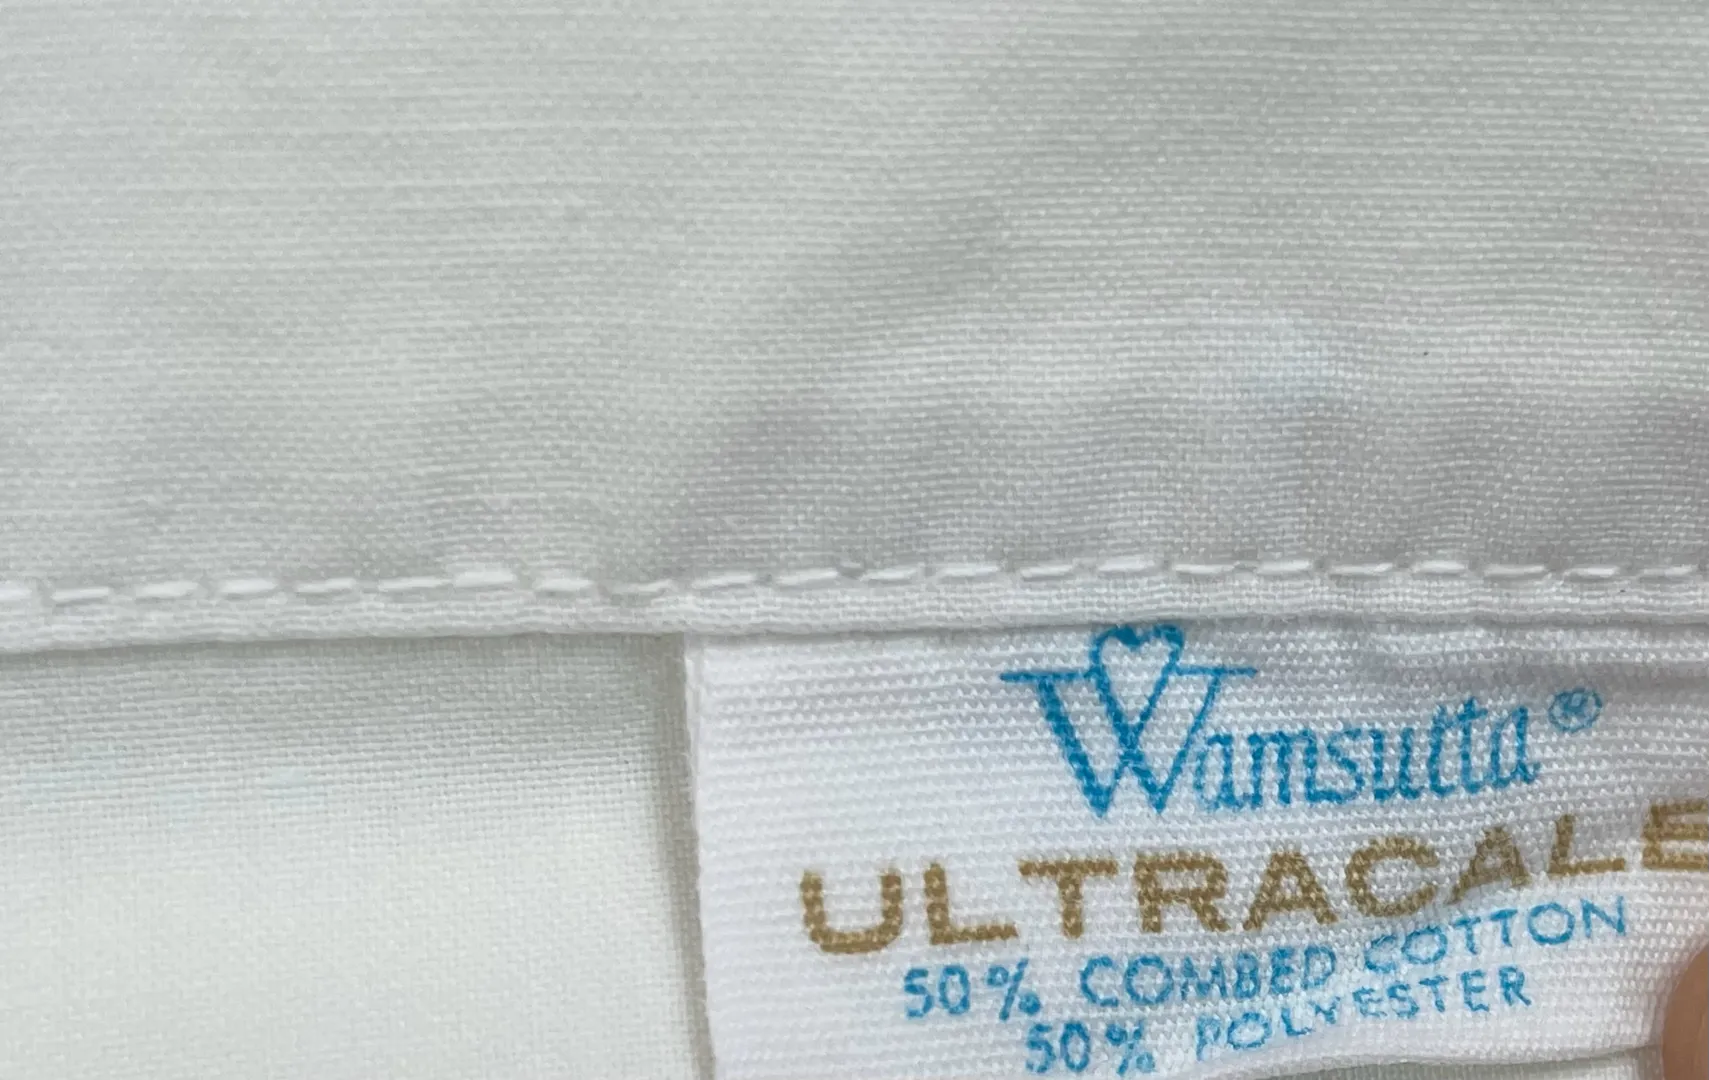 Wamsutta®
ULTRACALE
50% COMBED COTTON
50% POLYESTER